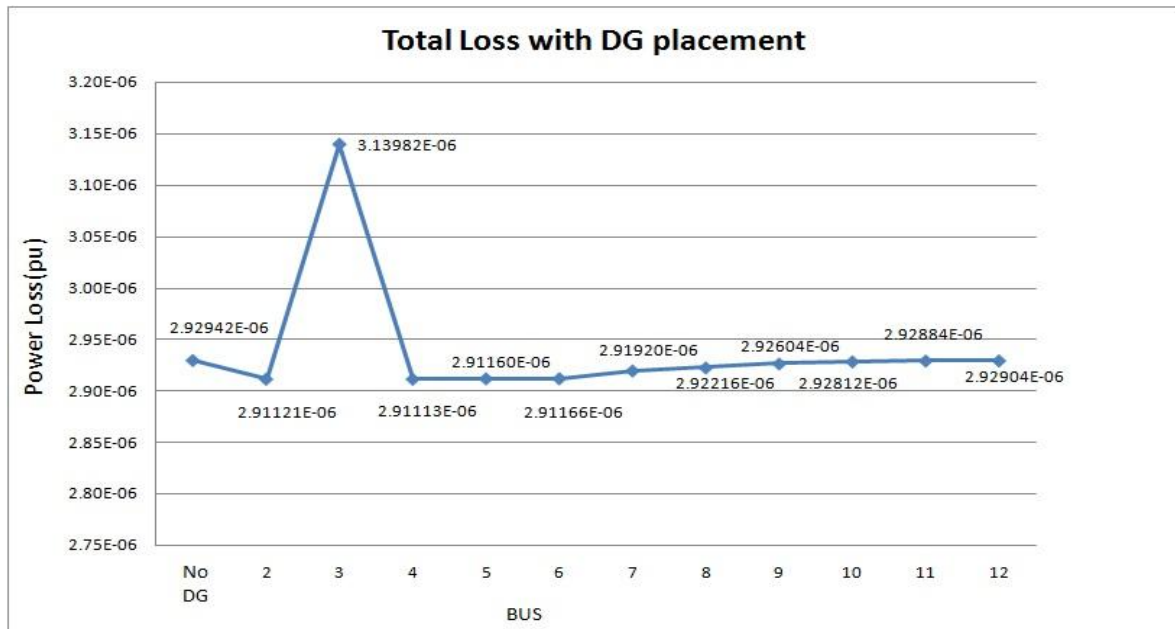 Total Loss with DG placement
Power Loss(pu)
3.20E-06
3.15E-06
3.10E-06
3.05E-06
3.00E-06
2.95E-06
2.90E-06
2.85E-06
2.80E-06
2.75E-06
3.13982E-06
2.92942E-06
2.91121E-06
2.91113E-06
2.91160E-06
2.91166E-06
2.91920E-06
2.92216E-06
2.92604E-06
2.92812E-06
2.92884E-06
2.92904E-06
No DG 2 3 4 5 6 7 8 9 10 11 12
BUS